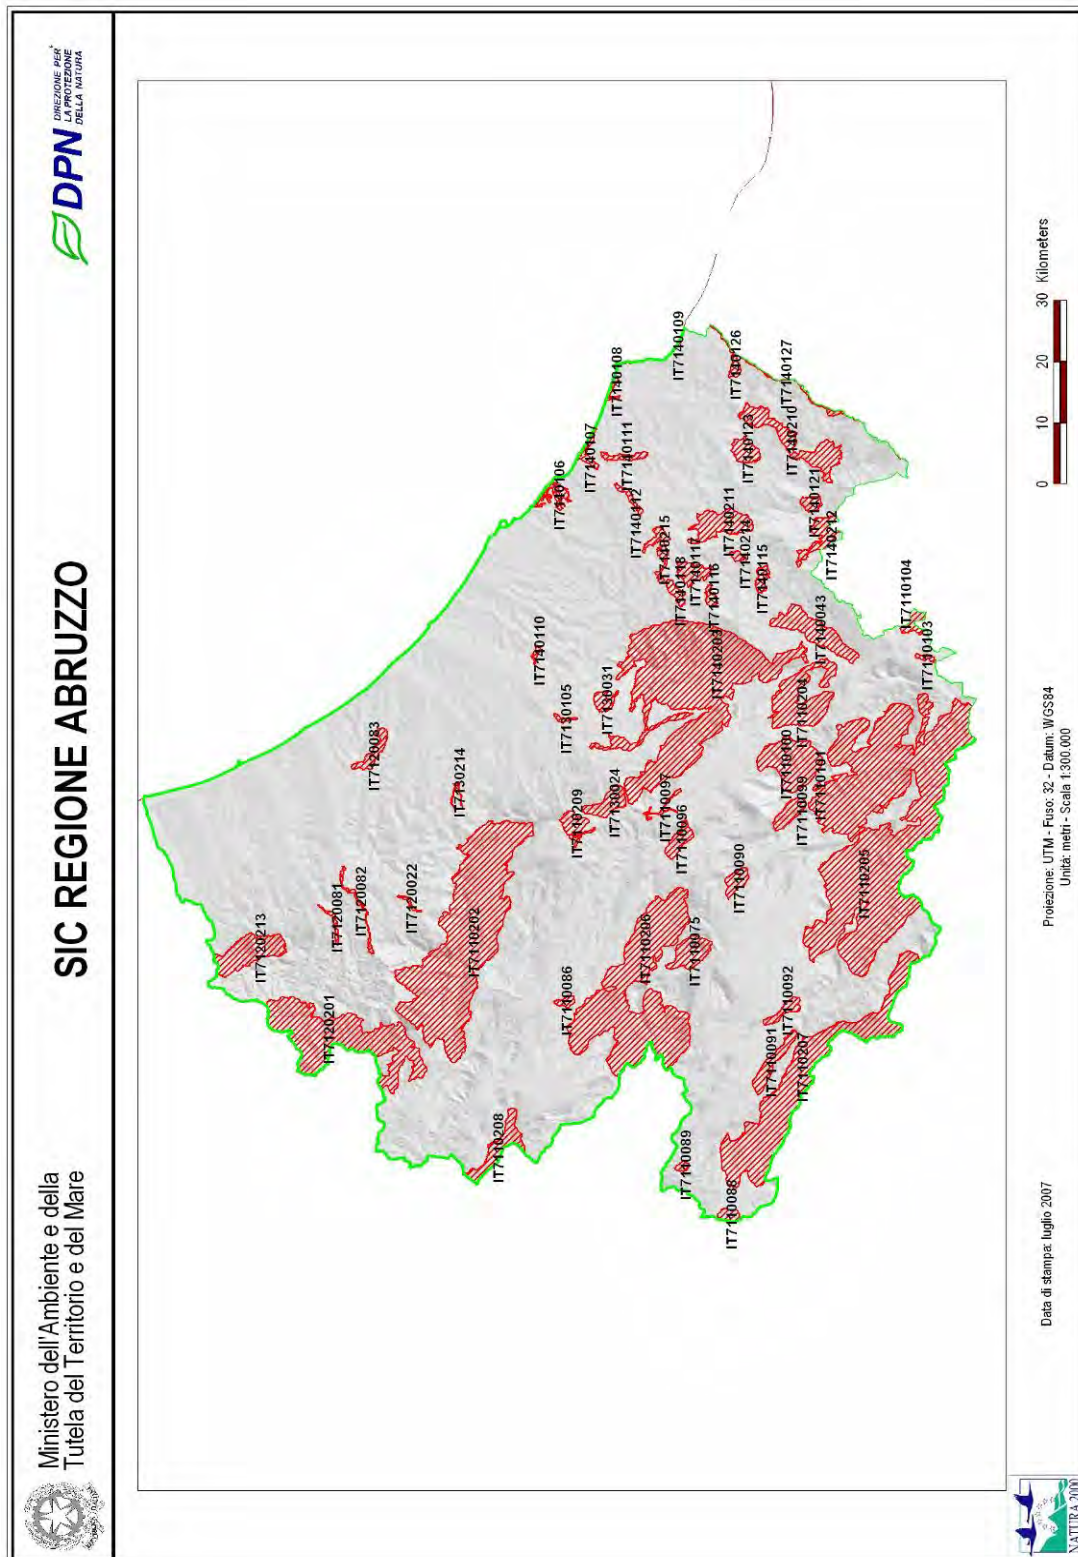 Ministero dell'Ambiente e della
Tutela del Territorio e del Mare
SIC REGIONE ABRUZZO
DPN
DIREZIONE PER
LA PROTEZIONE
DELLA NATURA
IT7120213
IT7120201
IT7120081
IT7120082
IT7120083
IT7120022
IT7130214
IT7110202
IT7110208
IT7140110
IT7130105
IT7110086
IT7110209
IT7130031
IT7130024
IT7140106
IT7140107
IT7140108
IT7140111
IT7140112
IT7140109
IT7140215
IT7140118
IT7140117
IT7140116
IT7140203
IT7110206
IT7110075
IT7110097
IT7110096
IT7110089
IT7110088
IT7110090
IT7140211
IT7140214
IT7140115
IT7140126
IT7140123
IT7140127
IT7140210
IT7140121
IT7140212
IT7140043
IT7110204
IT7110100
IT7110099
IT7110101
IT7110091
IT7110092
IT7110207
IT7110205
IT7110104
IT7110103
Data di stampa: luglio 2007
Proiezione: UTM - Fuso: 32 - Datum: WGS84
Unità: metri - Scala 1:300.000
0 10 20 30 Kilometers
NATURA 2000